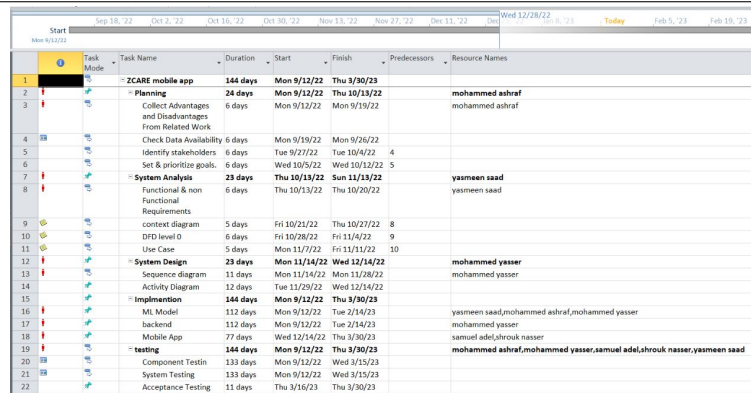 Wed 12/28/22
Sep 18, '22 Oct 2, '22 Oct 16, '22 Oct 30, '22 Nov 13, '22 Nov 27, '22 Dec 11, '22 Dec Today Feb 5, '23 Feb 19, '23
Start
Mon 9/12/22
Task Mode Task Name Duration Start Finish Predecessors Resource Names
1 ZCARE mobile app 144 days Mon 9/12/22 Thu 3/30/23
2 Planning 24 days Mon 9/12/22 Thu 10/13/22 mohammed ashraf
3 Collect Advantages 6 days Mon 9/12/22 Mon 9/19/22 mohammed ashraf
and Disadvantages
From Related Work
4 Check Data Availability 6 days Mon 9/19/22 Mon 9/26/22
5 Identify stakeholders 6 days Tue 9/27/22 Tue 10/4/22 4
6 Set & prioritize goals. 6 days Wed 10/5/22 Wed 10/12/22 5
7 System Analysis 23 days Thu 10/13/22 Sun 11/13/22 yasmeen saad
8 Functional & non 6 days Thu 10/13/22 Thu 10/20/22 yasmeen saad
Functional
Requirements
9 context diagram 5 days Fri 10/21/22 Thu 10/27/22 8
10 DFD level 0 6 days Fri 10/28/22 Fri 11/4/22 9
11 Use Case 5 days Mon 11/7/22 Fri 11/11/22 10
12 System Design 23 days Mon 11/14/22 Wed 12/14/22 mohammed yasser
13 Sequence diagram 11 days Mon 11/14/22 Mon 11/28/22 mohammed yasser
14 Activity Diagram 12 days Tue 11/29/22 Wed 12/14/22
15 Implmention 144 days Mon 9/12/22 Thu 3/30/23
16 ML Model 112 days Mon 9/12/22 Tue 2/14/23 yasmeen saad,mohammed ashraf,mohammed yasser
17 backend 112 days Mon 9/12/22 Tue 2/14/23 mohammed yasser
18 Mobile App 77 days Wed 12/14/22 Thu 3/30/23 samuel adel,shrouk nasser
19 testing 144 days Mon 9/12/22 Thu 3/30/23 mohammed ashraf,mohammed yasser,samuel adel,shrouk nasser,yasmeen saad
20 Component Testin 133 days Mon 9/12/22 Wed 3/15/23
21 System Testing 133 days Mon 9/12/22 Wed 3/15/23
22 Acceptance Testing 11 days Thu 3/16/23 Thu 3/30/23